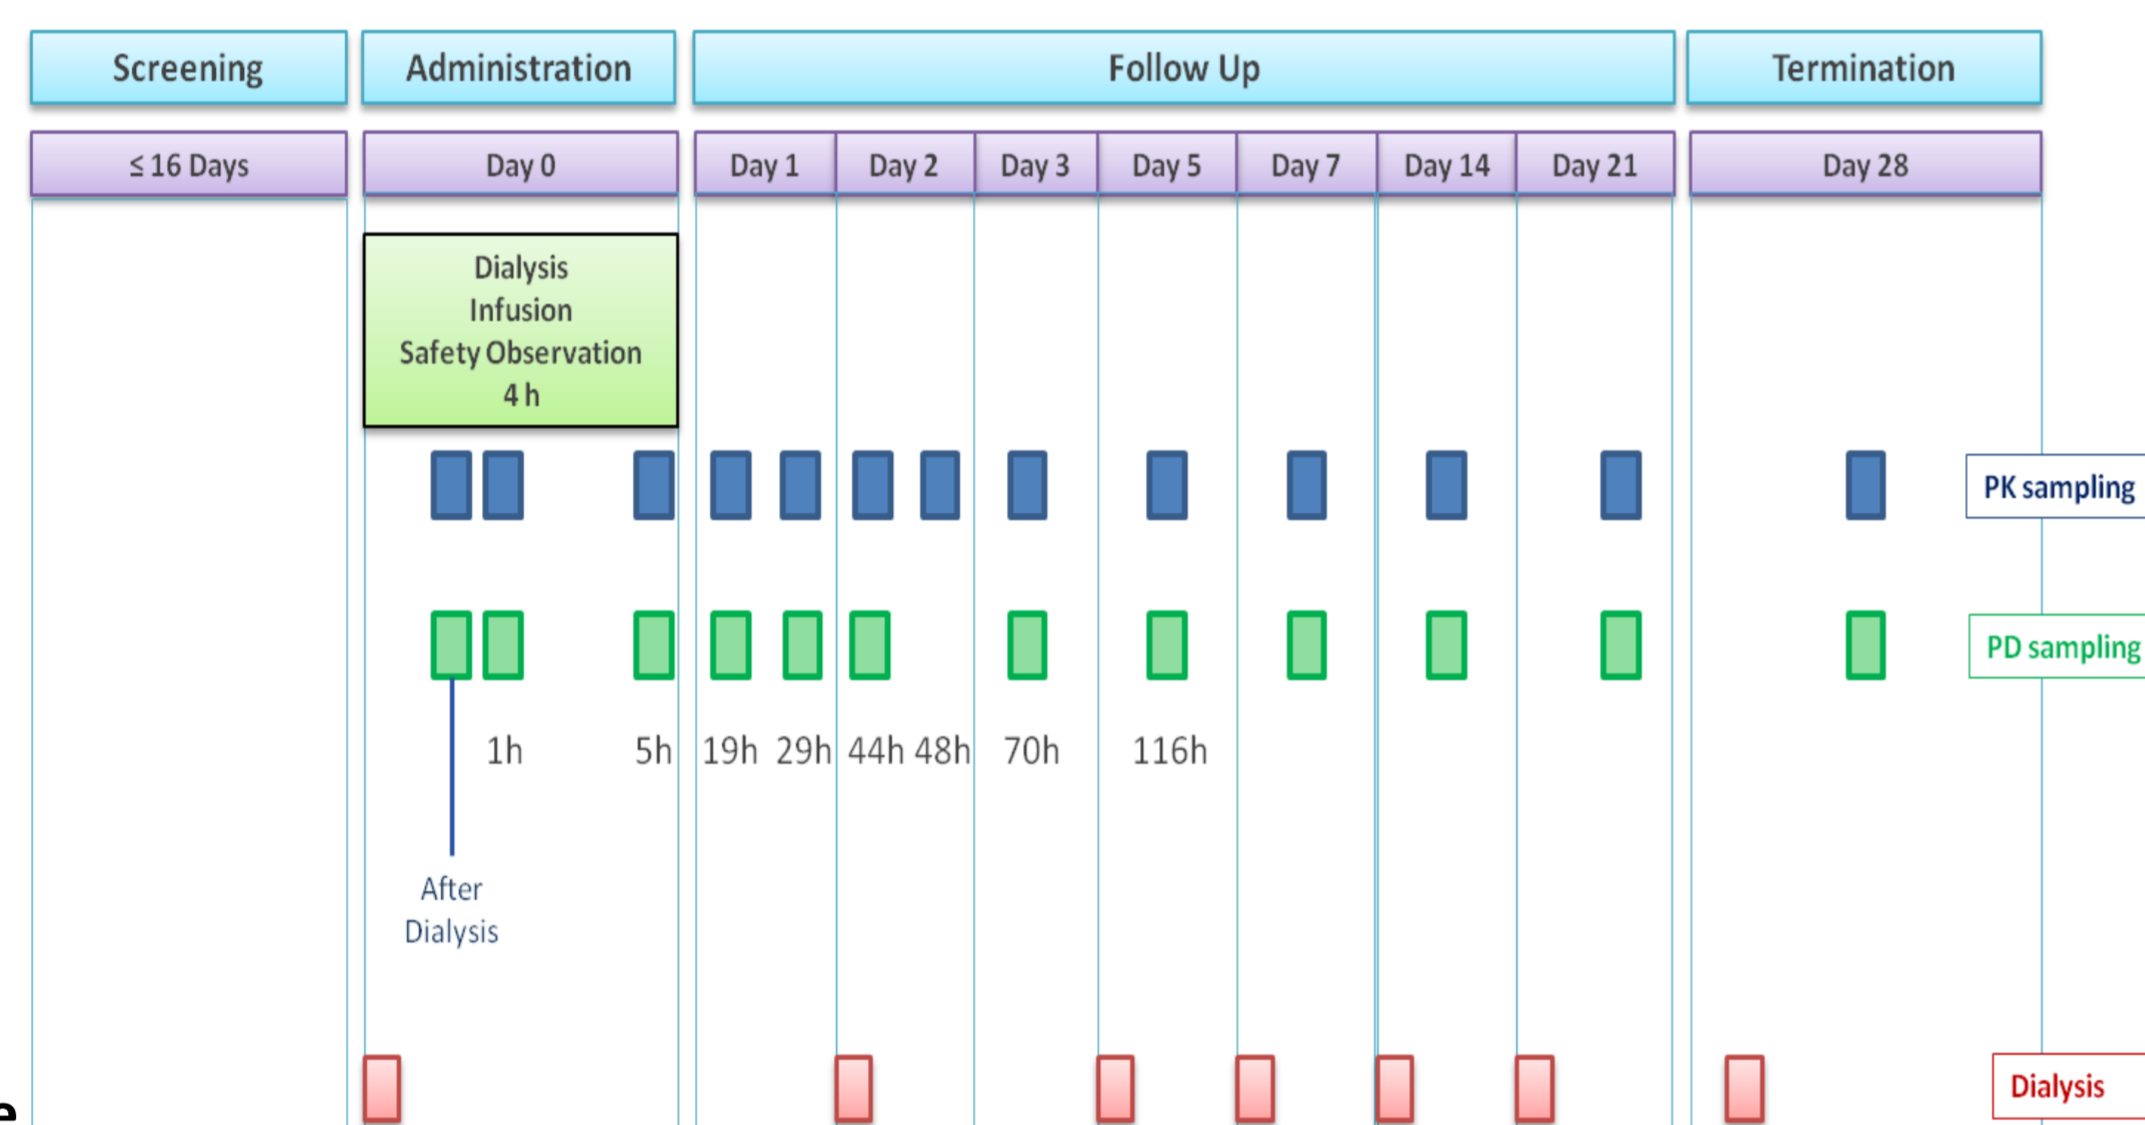 Screening
Administration
Follow Up
Termination
≤ 16 Days
Day 0
Day 1
Day 2
Day 3
Day 5
Day 7
Day 14
Day 21
Day 28
Dialysis
Infusion
Safety Observation
4 h
PK sampling
PD sampling
1h
5h
19h
29h
44h
48h
70h
116h
After
Dialysis
Dialysis
e